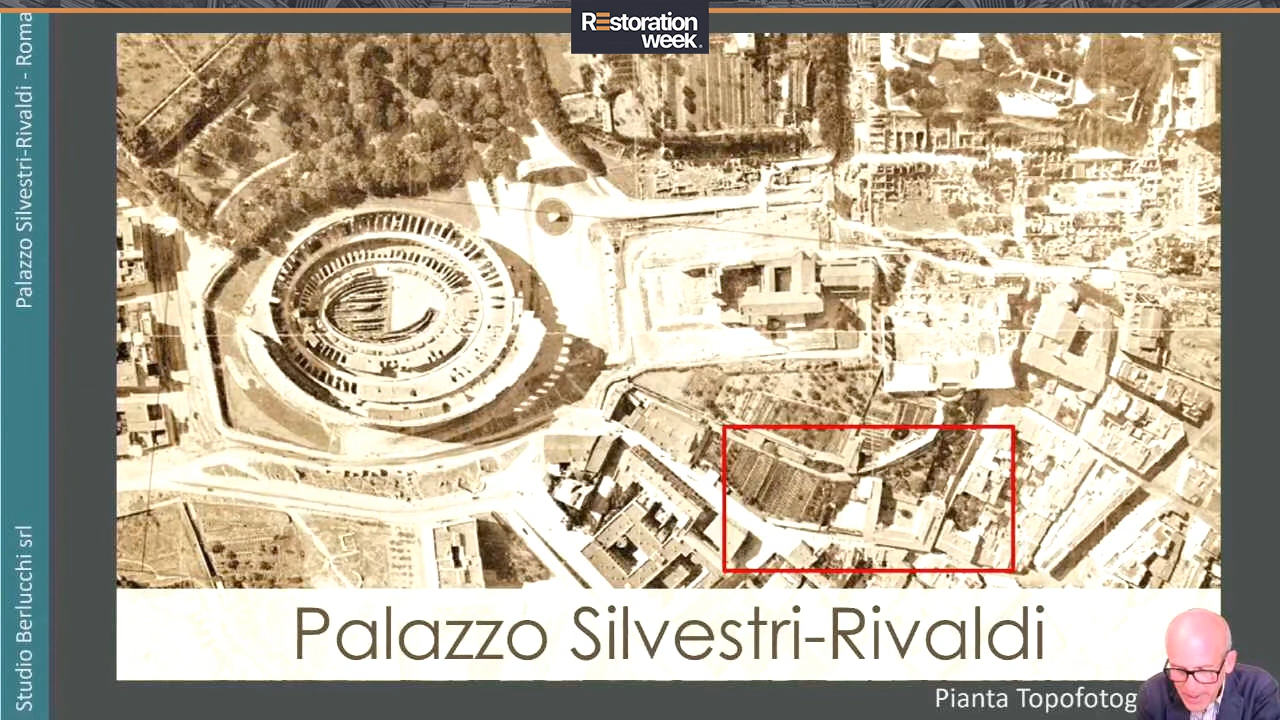 REstoration
week
Palazzo Silvestri-Rivaldi - Roma
Studio Berlucchi srl
Palazzo Silvestri-Rivaldi
Pianta Topofotog